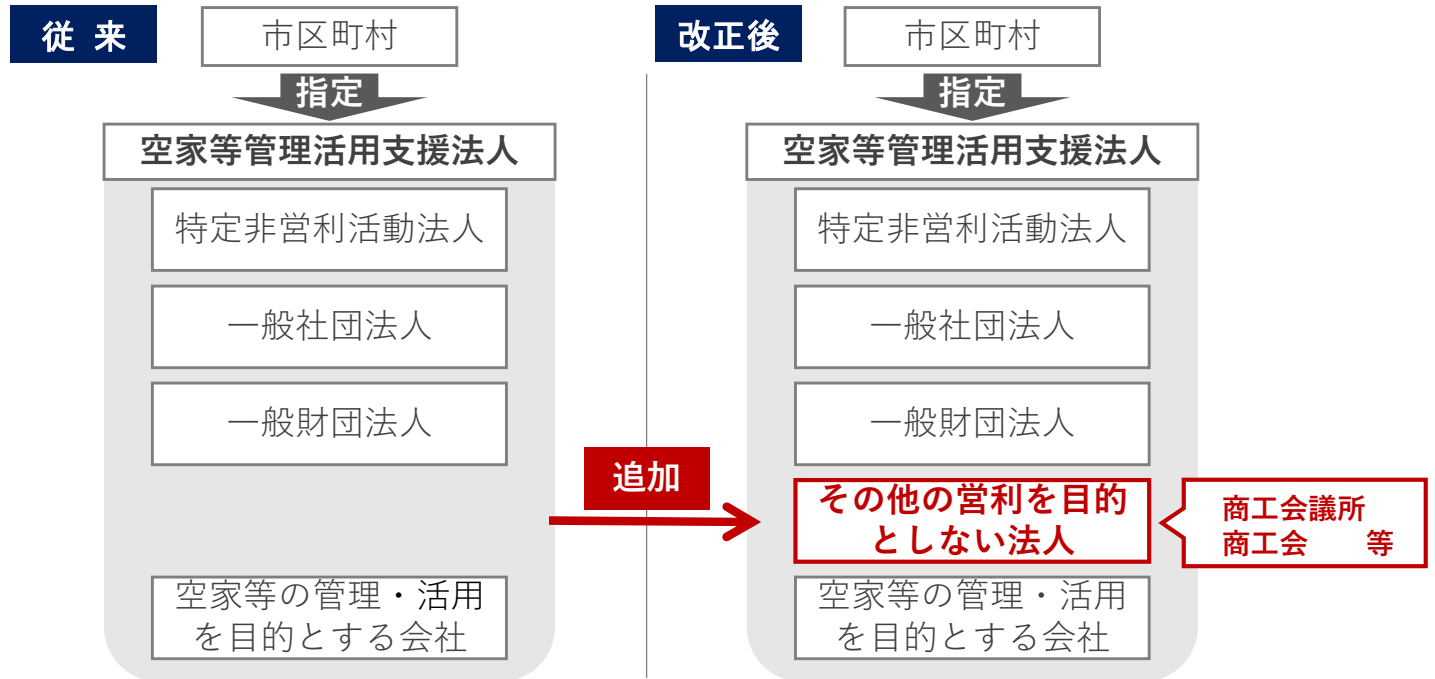 従 来
市区町村
指定
空家等管理活用支援法人
特定非営利活動法人
一般社団法人
一般財団法人
空家等の管理・活用
を目的とする会社
追加
改正後
市区町村
指定
空家等管理活用支援法人
特定非営利活動法人
一般社団法人
一般財団法人
その他の営利を目的
としない法人
商工会議所
商工会 等
空家等の管理・活用
を目的とする会社